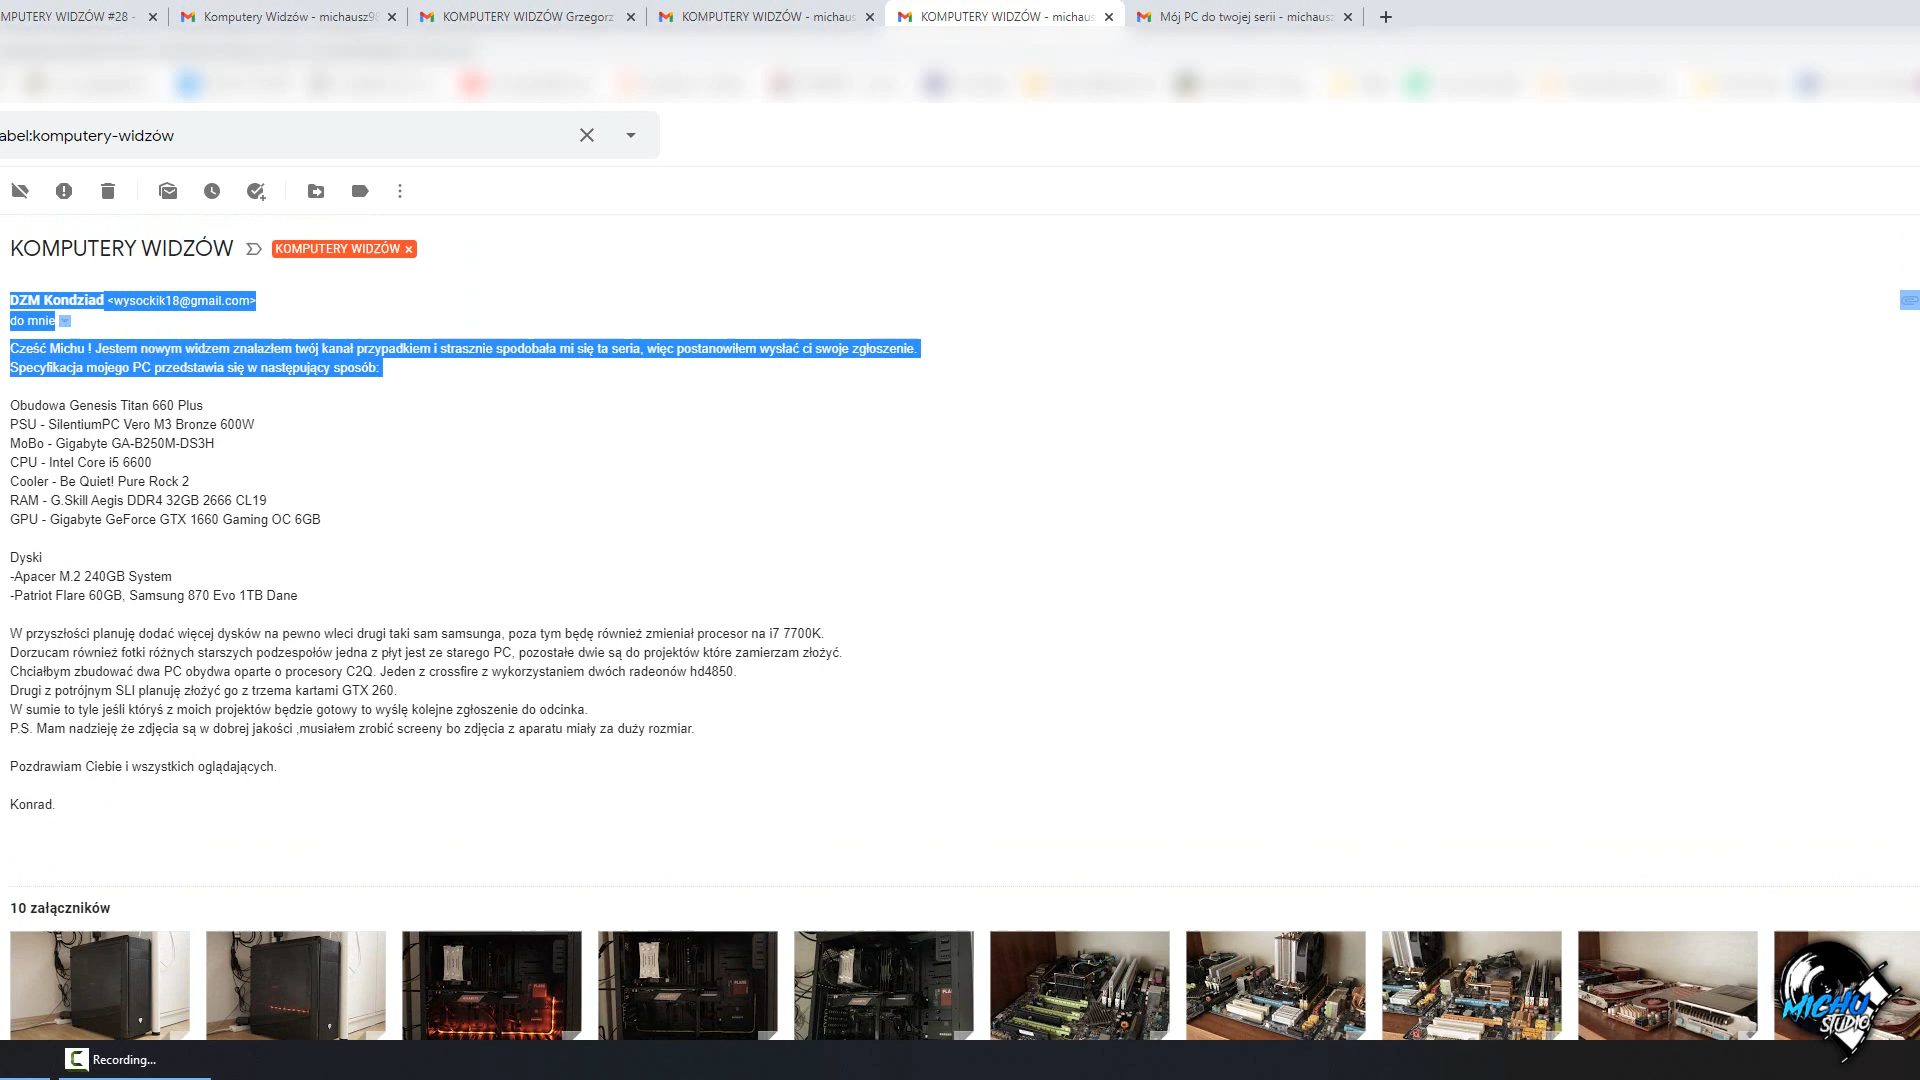 MPUTERY WIDZÓW #28 -
Komputery Widzów - michausz98
KOMPUTERY WIDZÓW Grzegorz
KOMPUTERY WIDZÓW - michaus
KOMPUTERY WIDZÓW - michaus
Mój PC do twojej serii - michausz
abel:komputery-widzów
KOMPUTERY WIDZÓW
KOMPUTERY WIDZÓW ×
DZM Kondziad <wysockik18@gmail.com>
do mnie
Cześć Michu ! Jestem nowym widzem znalazłem twój kanał przypadkiem i strasznie spodobała mi się ta seria, więc postanowiłem wysłać ci swoje zgłoszenie.
Specyfikacja mojego PC przedstawia się w następujący sposób:
Obudowa Genesis Titan 660 Plus
PSU - SilentiumPC Vero M3 Bronze 600W
MoBo - Gigabyte GA-B250M-DS3H
CPU - Intel Core i5 6600
Cooler - Be Quiet! Pure Rock 2
RAM - G.Skill Aegis DDR4 32GB 2666 CL19
GPU - Gigabyte GeForce GTX 1660 Gaming OC 6GB
Dyski
-Apacer M.2 240GB System
-Patriot Flare 60GB, Samsung 870 Evo 1TB Dane
W przyszłości planuję dodać więcej dysków na pewno wleci drugi taki sam samsunga, poza tym będę również zmieniał procesor na i7 7700K.
Dorzucam również fotki różnych starszych podzespołów jedna z płyt jest ze starego PC, pozostałe dwie są do projektów które zamierzam złożyć.
Chciałbym zbudować dwa PC obydwa oparte o procesory C2Q. Jeden z crossfire z wykorzystaniem dwóch radeonów hd4850.
Drugi z potrójnym SLI planuję złożyć go z trzema kartami GTX 260.
W sumie to tyle jeśli któryś z moich projektów będzie gotowy to wyślę kolejne zgłoszenie do odcinka.
P.S. Mam nadzieję że zdjęcia są w dobrej jakości ,musiałem zrobić screeny bo zdjęcia z aparatu miały za duży rozmiar.
Pozdrawiam Ciebie i wszystkich oglądających.
Konrad.
10 załączników
MICHU
STUDIO
Recording...